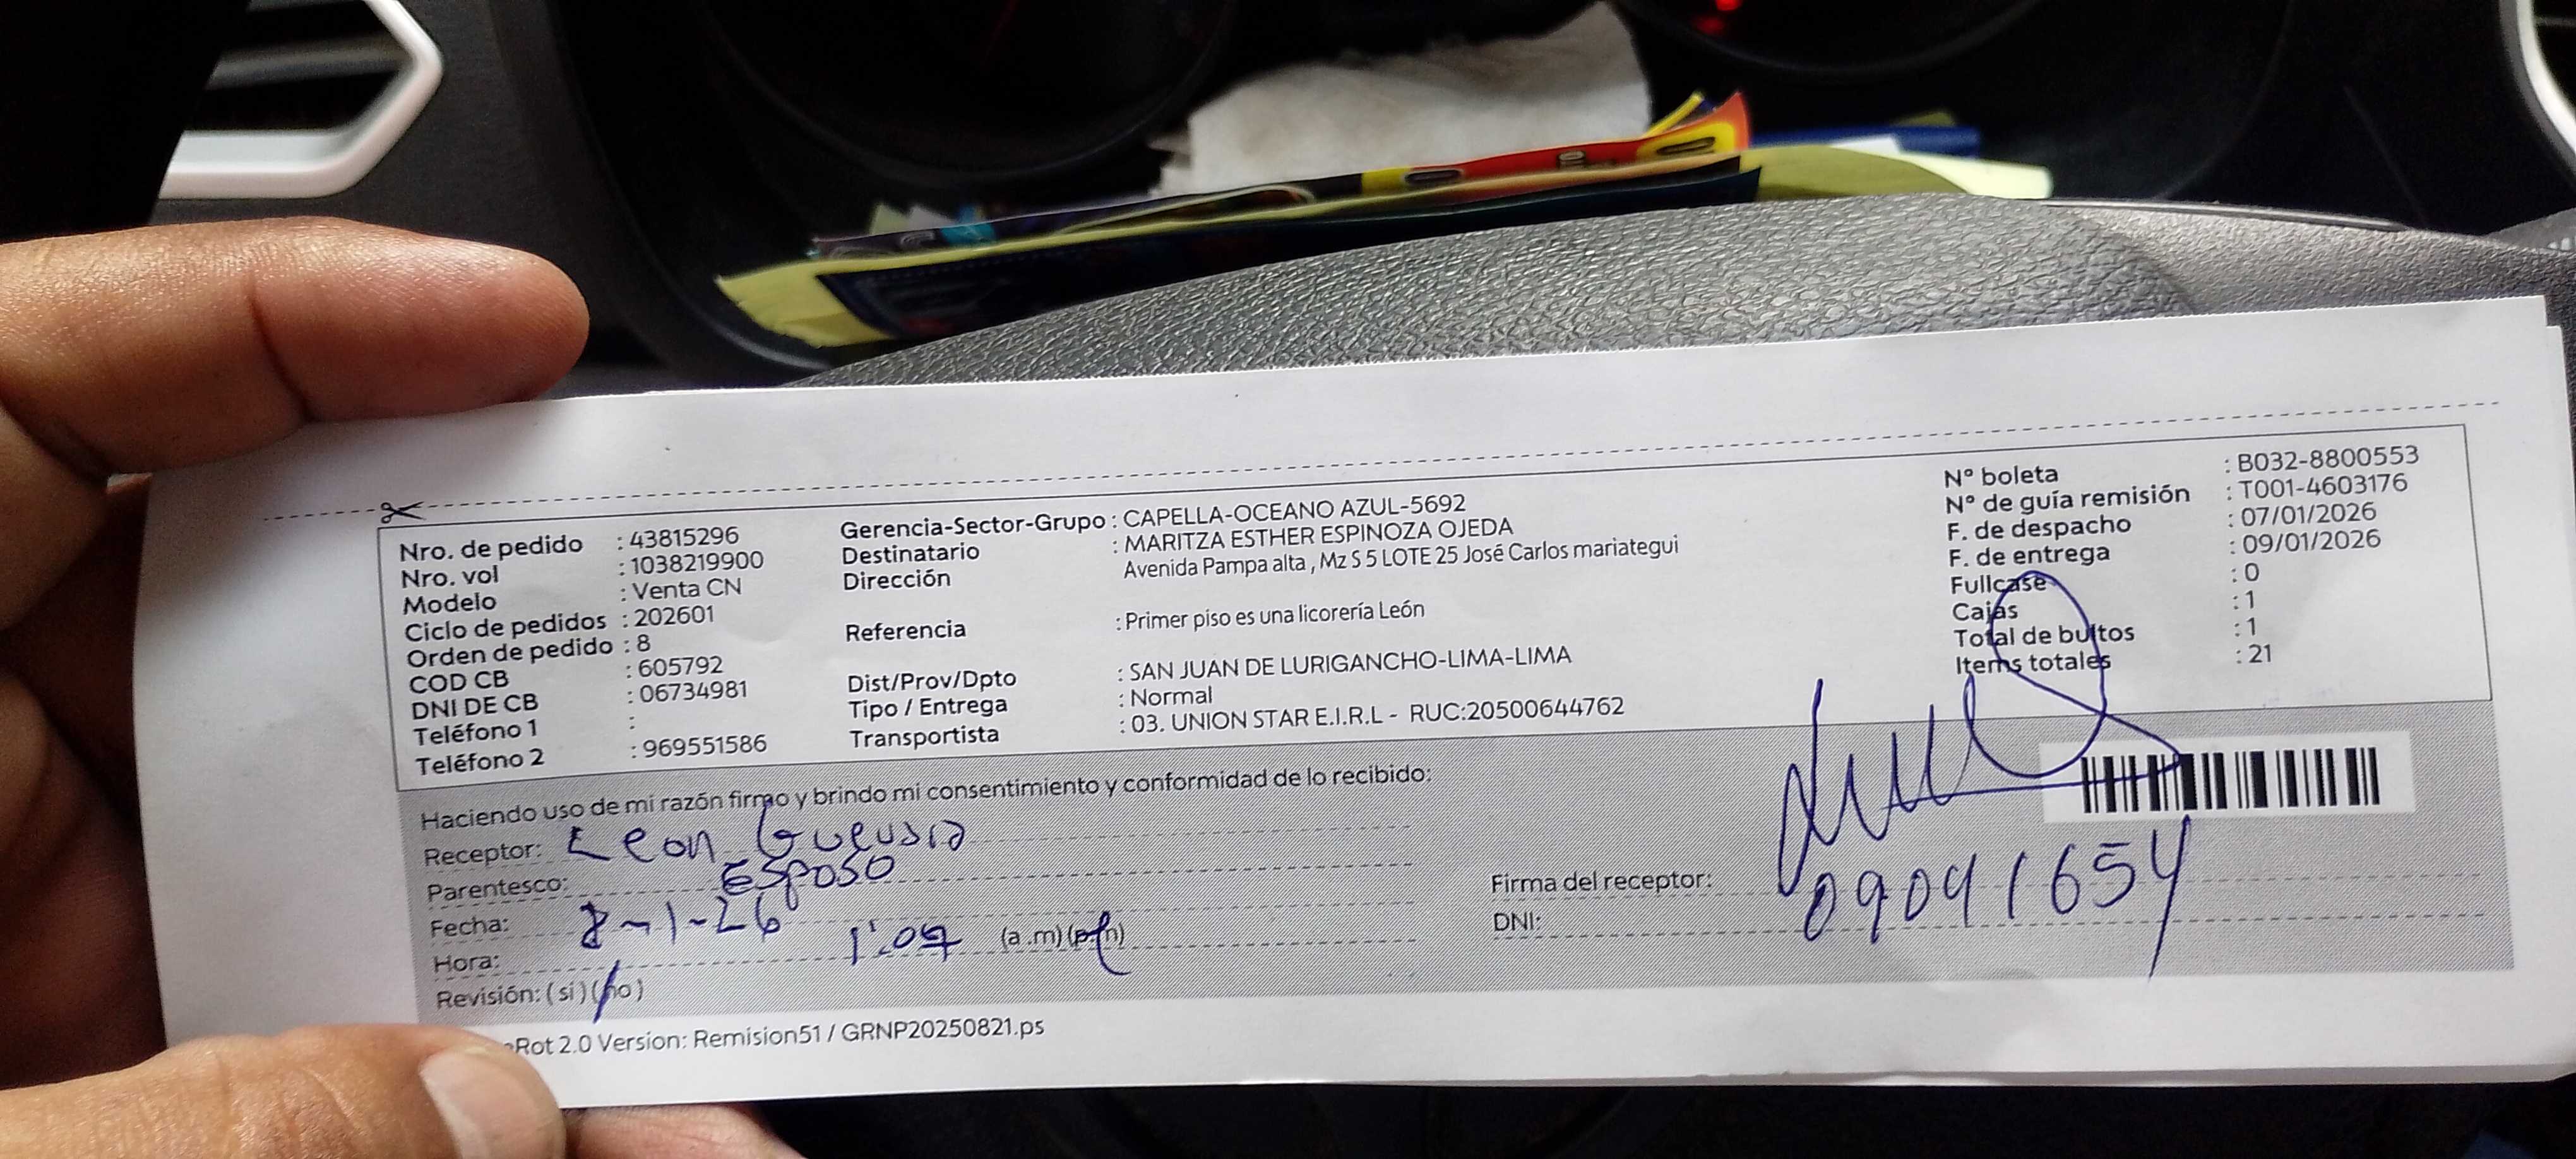 Nro. de pedido : 43815296
Nro. vol : 1038219900
Modelo : Venta CN
Ciclo de pedidos : 202601
Orden de pedido : 8
COD CB : 605792
DNI DE CB : 06734981
Teléfono 1 :
Teléfono 2 : 969551586
Gerencia-Sector-Grupo : CAPELLA-OCEANO AZUL-5692
Destinatario : MARITZA ESTHER ESPINOZA OJEDA
Dirección Avenida Pampa alta , Mz S 5 LOTE 25 José Carlos mariategui
Referencia : Primer piso es una licorería León
Dist/Prov/Dpto : SAN JUAN DE LURIGANCHO-LIMA-LIMA
Tipo / Entrega : Normal
Transportista : 03. UNION STAR E.I.R.L - RUC:20500644762
N° boleta : B032-8800553
N° de guía remisión : T001-4603176
F. de despacho : 07/01/2026
F. de entrega : 09/01/2026
Fullcase : 0
Cajas : 1
Total de bultos : 1
Items totales : 21
Haciendo uso de mi razón firmo y brindo mi consentimiento y conformidad de lo recibido:
Receptor: Leon
Parentesco: Esposo
Fecha: 8-1-26
Hora: (a.m)(p.m)
Revisión: (si)(no)
Firma del receptor:
DNI: 09041654
Rot 2.0 Version: Remision51 / GRNP20250821.ps